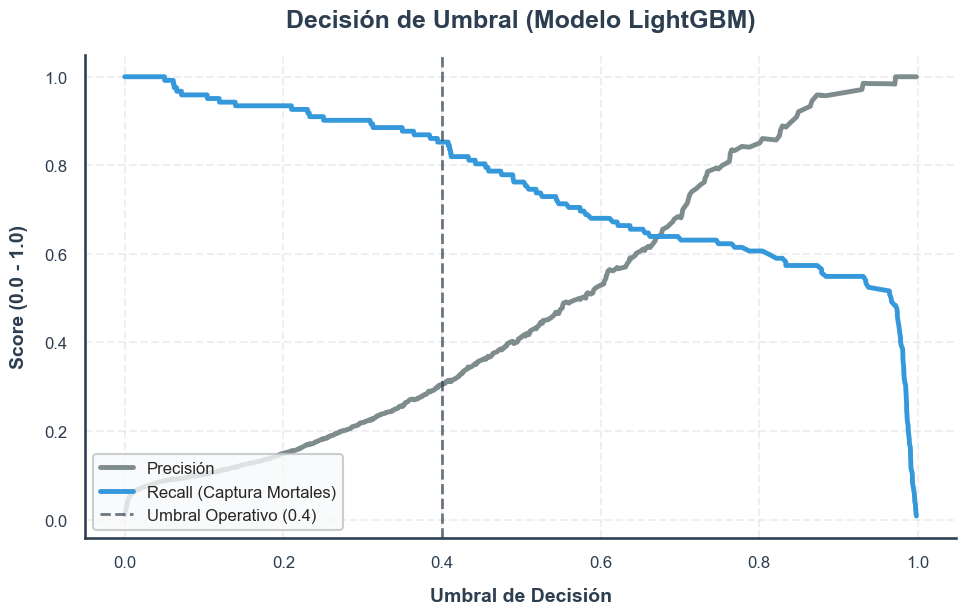 Decisión de Umbral (Modelo LightGBM)
Score (0.0 - 1.0)
1.0
0.8
0.6
0.4
0.2
0.0
Precisión
Recall (Captura Mortales)
Umbral Operativo (0.4)
0.0 0.2 0.4 0.6 0.8 1.0
Umbral de Decisión